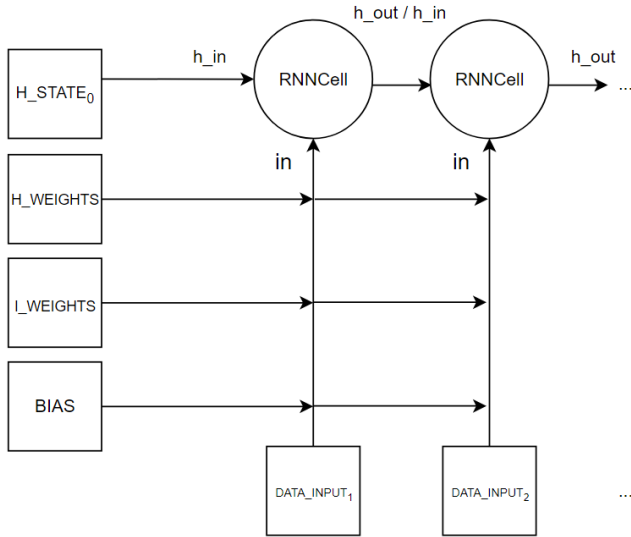 h_out / h_in
h_in
h_out
H_STATE0
RNNCell
RNNCell
...
in
in
H_WEIGHTS
I_WEIGHTS
BIAS
DATA_INPUT1
DATA_INPUT2
...